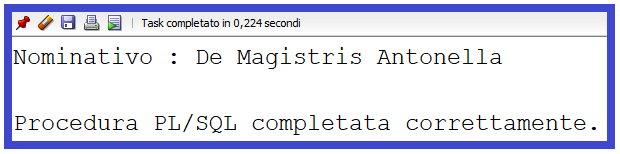 Task completato in 0,224 secondi
Nominativo : De Magistris Antonella
Procedura PL/SQL completata correttamente.